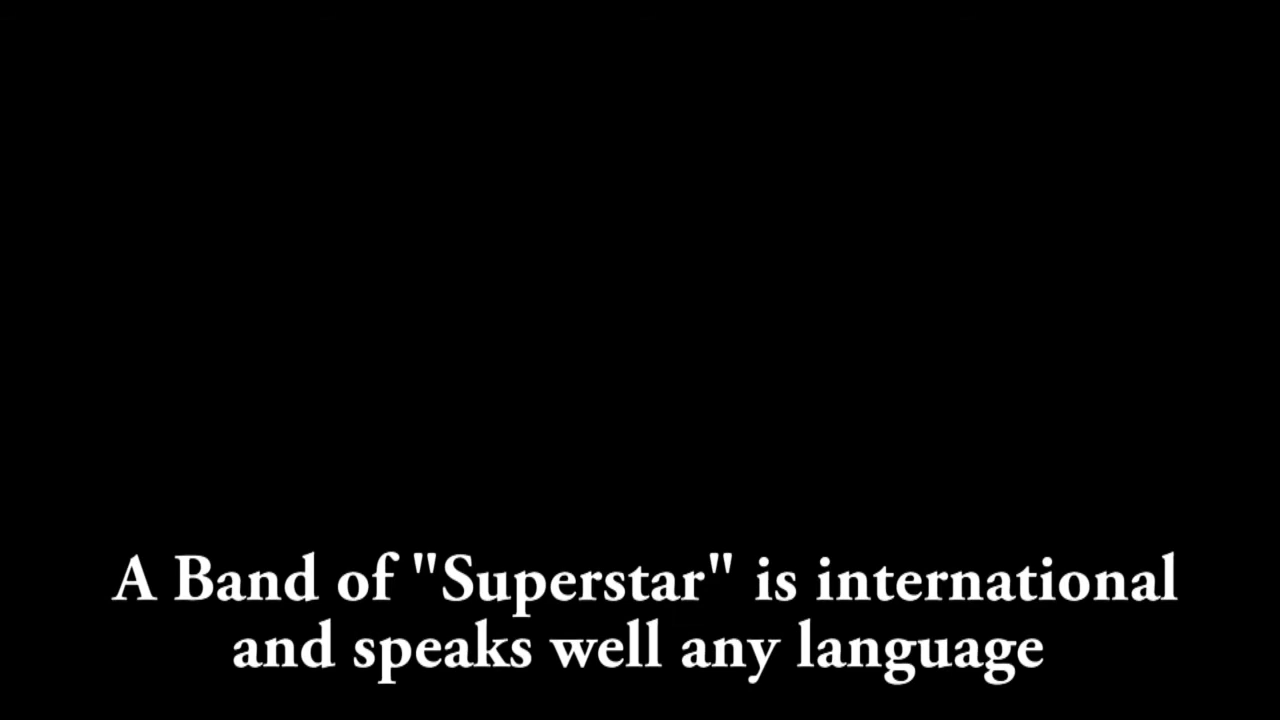 A Band of "Superstar" is international
and speaks well any language